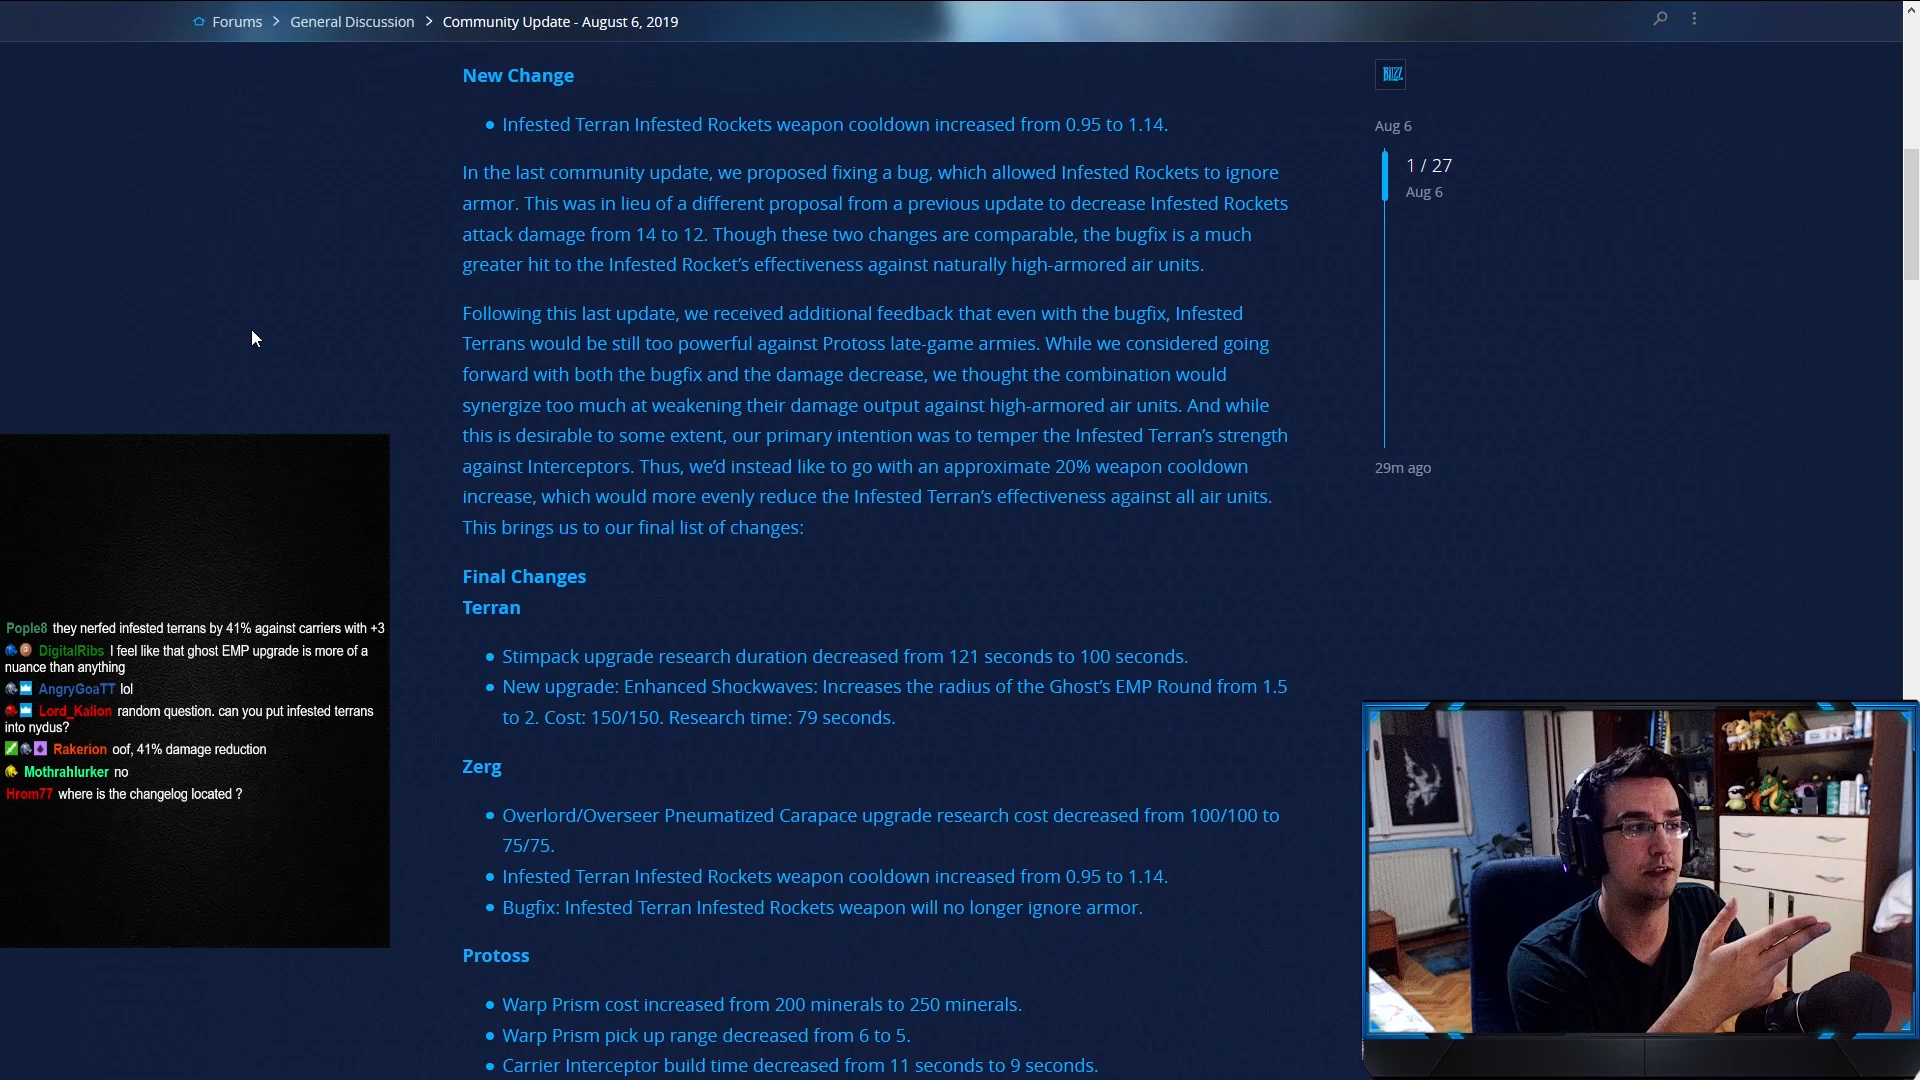 Forums > General Discussion > Community Update - August 6, 2019
New Change
• Infested Terran Infested Rockets weapon cooldown increased from 0.95 to 1.14.
In the last community update, we proposed fixing a bug, which allowed Infested Rockets to ignore
armor. This was in lieu of a different proposal from a previous update to decrease Infested Rockets
attack damage from 14 to 12. Though these two changes are comparable, the bugfix is a much
greater hit to the Infested Rocket's effectiveness against naturally high-armored air units.
Following this last update, we received additional feedback that even with the bugfix, Infested
Terrans would be still too powerful against Protoss late-game armies. While we considered going
forward with both the bugfix and the damage decrease, we thought the combination would
synergize too much at weakening their damage output against high-armored air units. And while
this is desirable to some extent, our primary intention was to temper the Infested Terran's strength
against Interceptors. Thus, we'd instead like to go with an approximate 20% weapon cooldown
increase, which would more evenly reduce the Infested Terran's effectiveness against all air units.
This brings us to our final list of changes:
Final Changes
Terran
• Stimpack upgrade research duration decreased from 121 seconds to 100 seconds.
• New upgrade: Enhanced Shockwaves: Increases the radius of the Ghost's EMP Round from 1.5
to 2. Cost: 150/150. Research time: 79 seconds.
Zerg
• Overlord/Overseer Pneumatized Carapace upgrade research cost decreased from 100/100 to
75/75.
• Infested Terran Infested Rockets weapon cooldown increased from 0.95 to 1.14.
• Bugfix: Infested Terran Infested Rockets weapon will no longer ignore armor.
Protoss
• Warp Prism cost increased from 200 minerals to 250 minerals.
• Warp Prism pick up range decreased from 6 to 5.
• Carrier Interceptor build time decreased from 11 seconds to 9 seconds.
BLIZZ
Aug 6
1 / 27
Aug 6
29m ago
Pople8 they nerfed infested terrans by 41% against carriers with +3
DigitalRibs I feel like that ghost EMP upgrade is more of a
nuance than anything
AngryGoaTT lol
Lord_Kalion random question. can you put infested terrans
into nydus?
Rakerion oof, 41% damage reduction
Mothrahlurker no
Hrom77 where is the changelog located ?